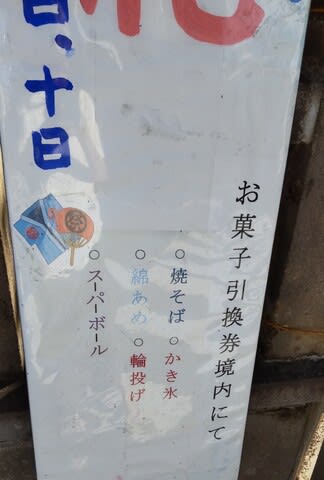 お菓子引換券境内にて
○焼そば○かき氷
○綿あめ○輪投げ
○スーパーボール
祭
日、十日